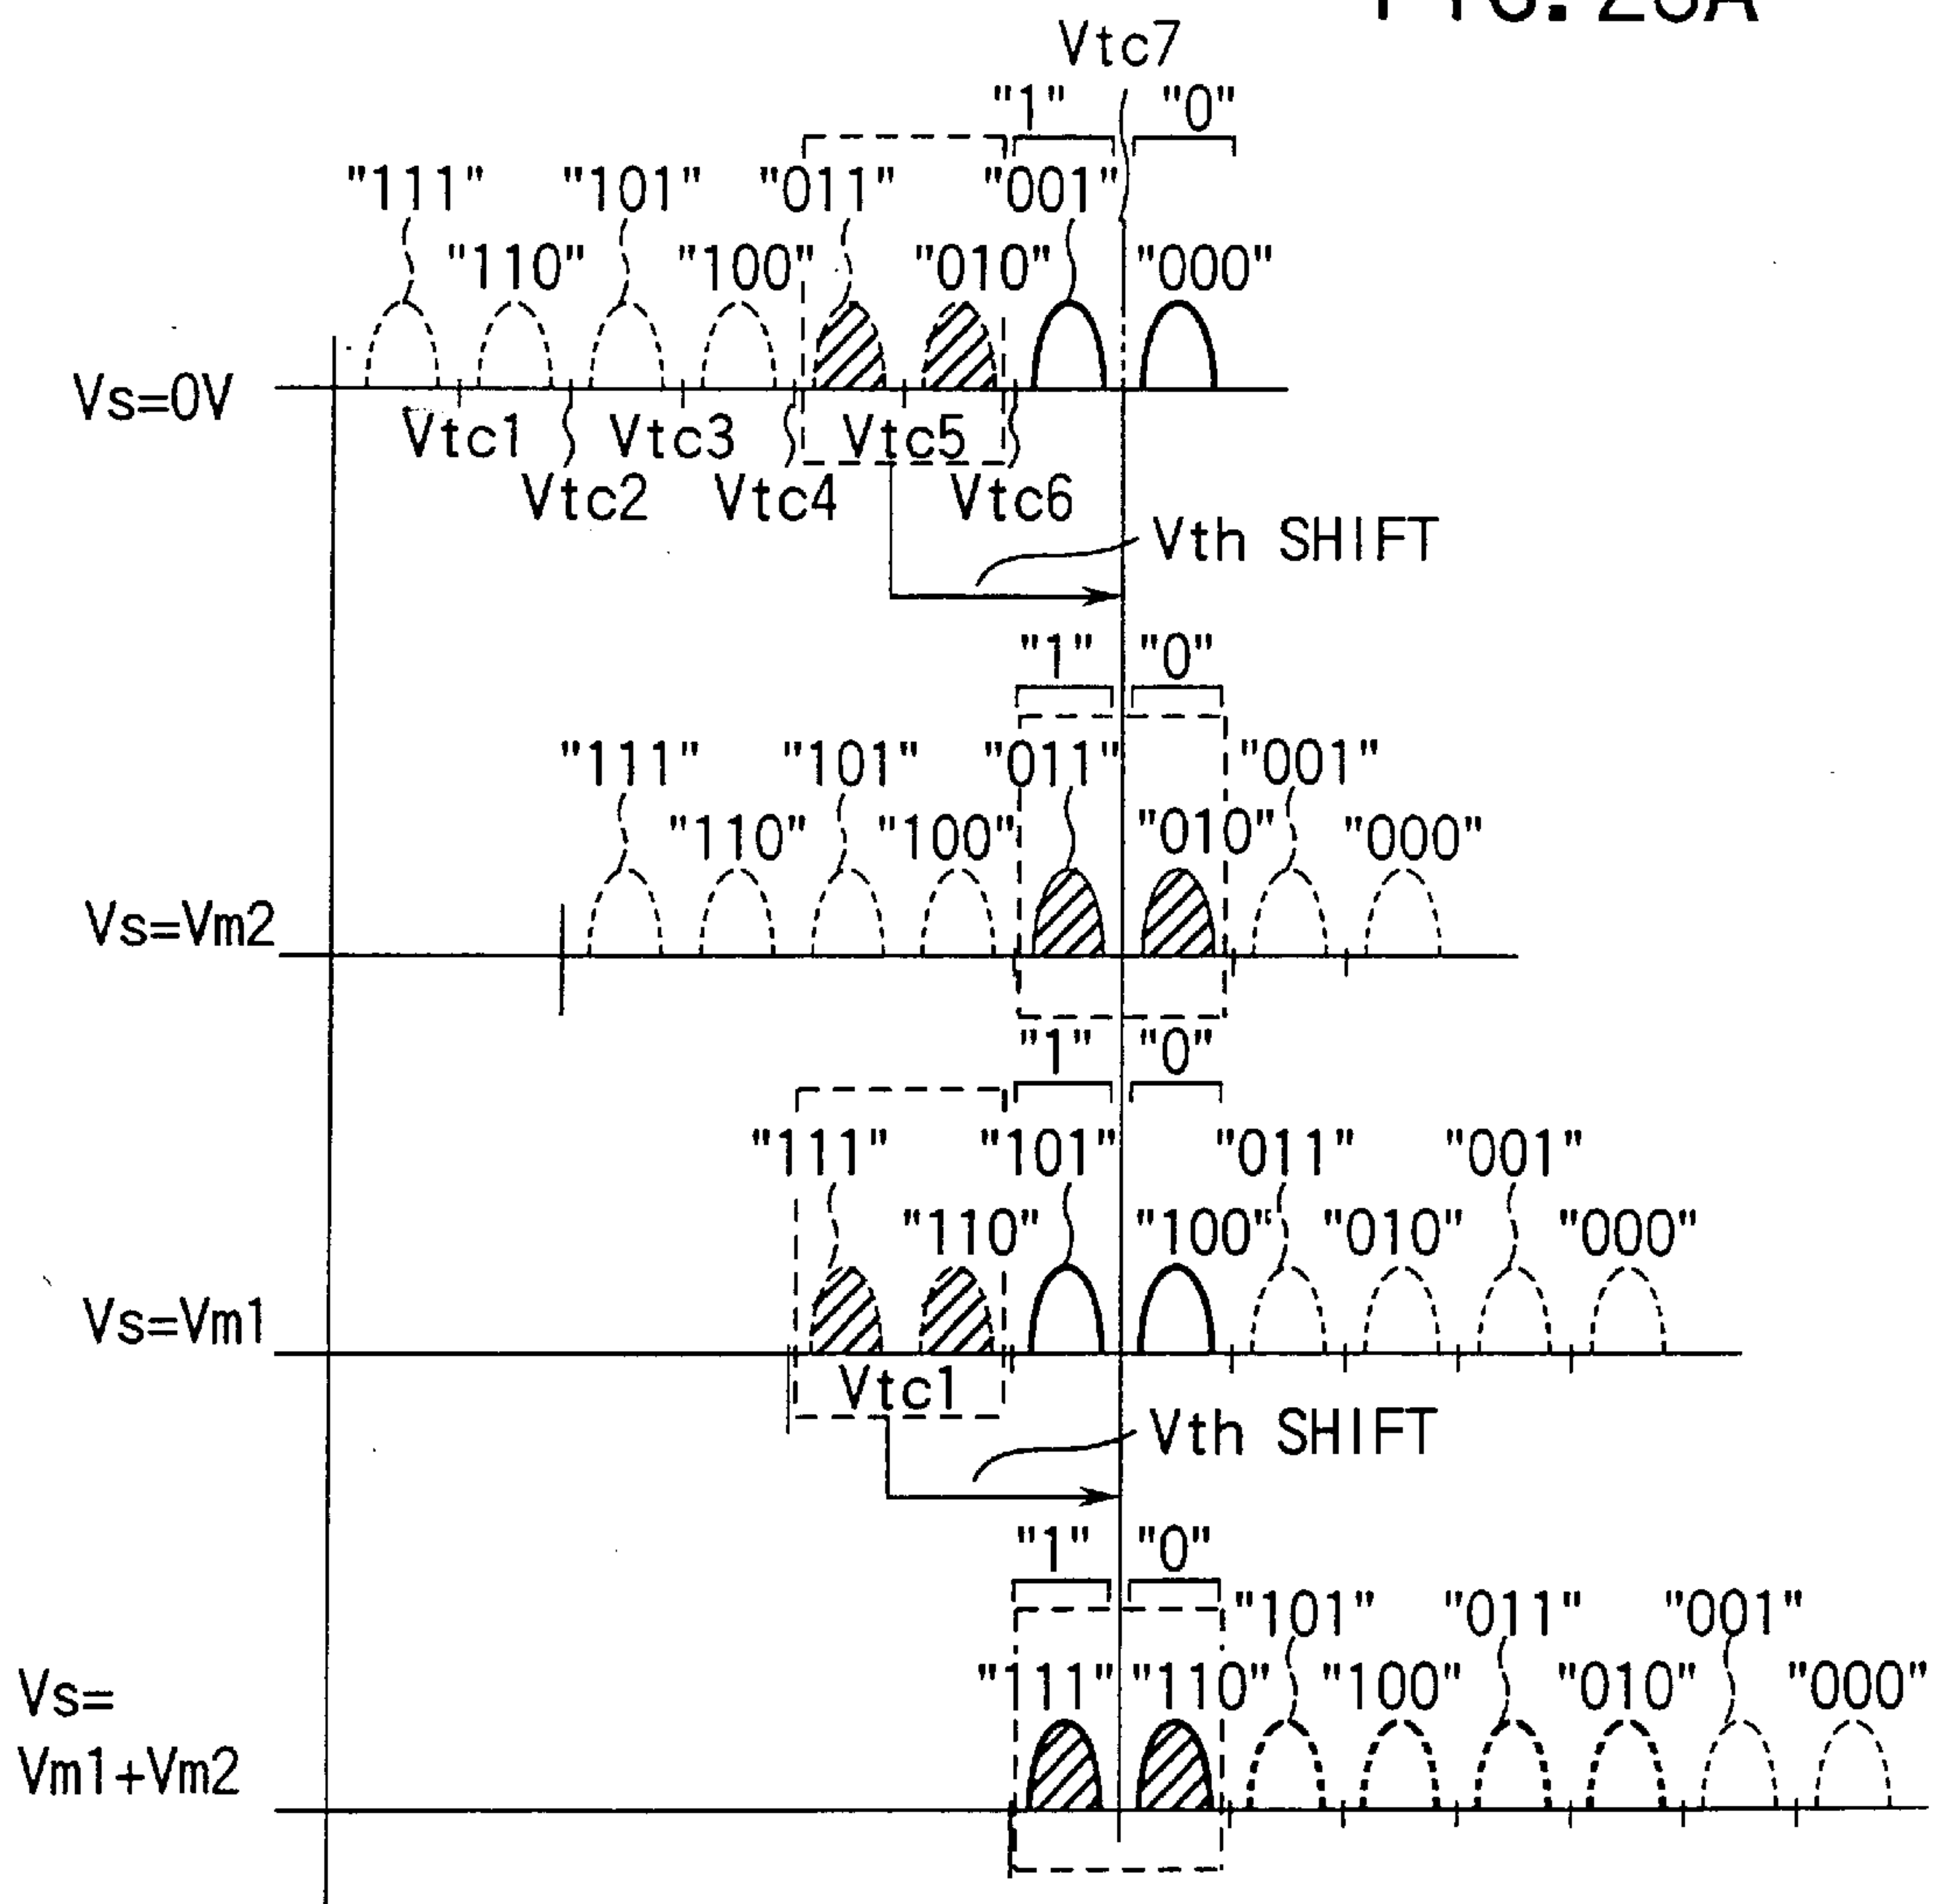 Vtc7
"1" "0"
"111" "101" "011" "001"
"110" "100" "010" "000"
Vs=0V
Vtc1 Vtc3 Vtc5
Vtc2 Vtc4 Vtc6
Vth SHIFT
"1" "0"
"111" "101" "011" "001"
"110" "100" "010" "000"
Vs=Vm2
"1" "0"
"111" "101" "011" "001"
"110" "100" "010" "000"
Vs=Vm1
Vtc1
Vth SHIFT
"1" "0"
"101" "011" "001"
"111" "110" "100" "010" "000"
Vs=
Vm1+Vm2